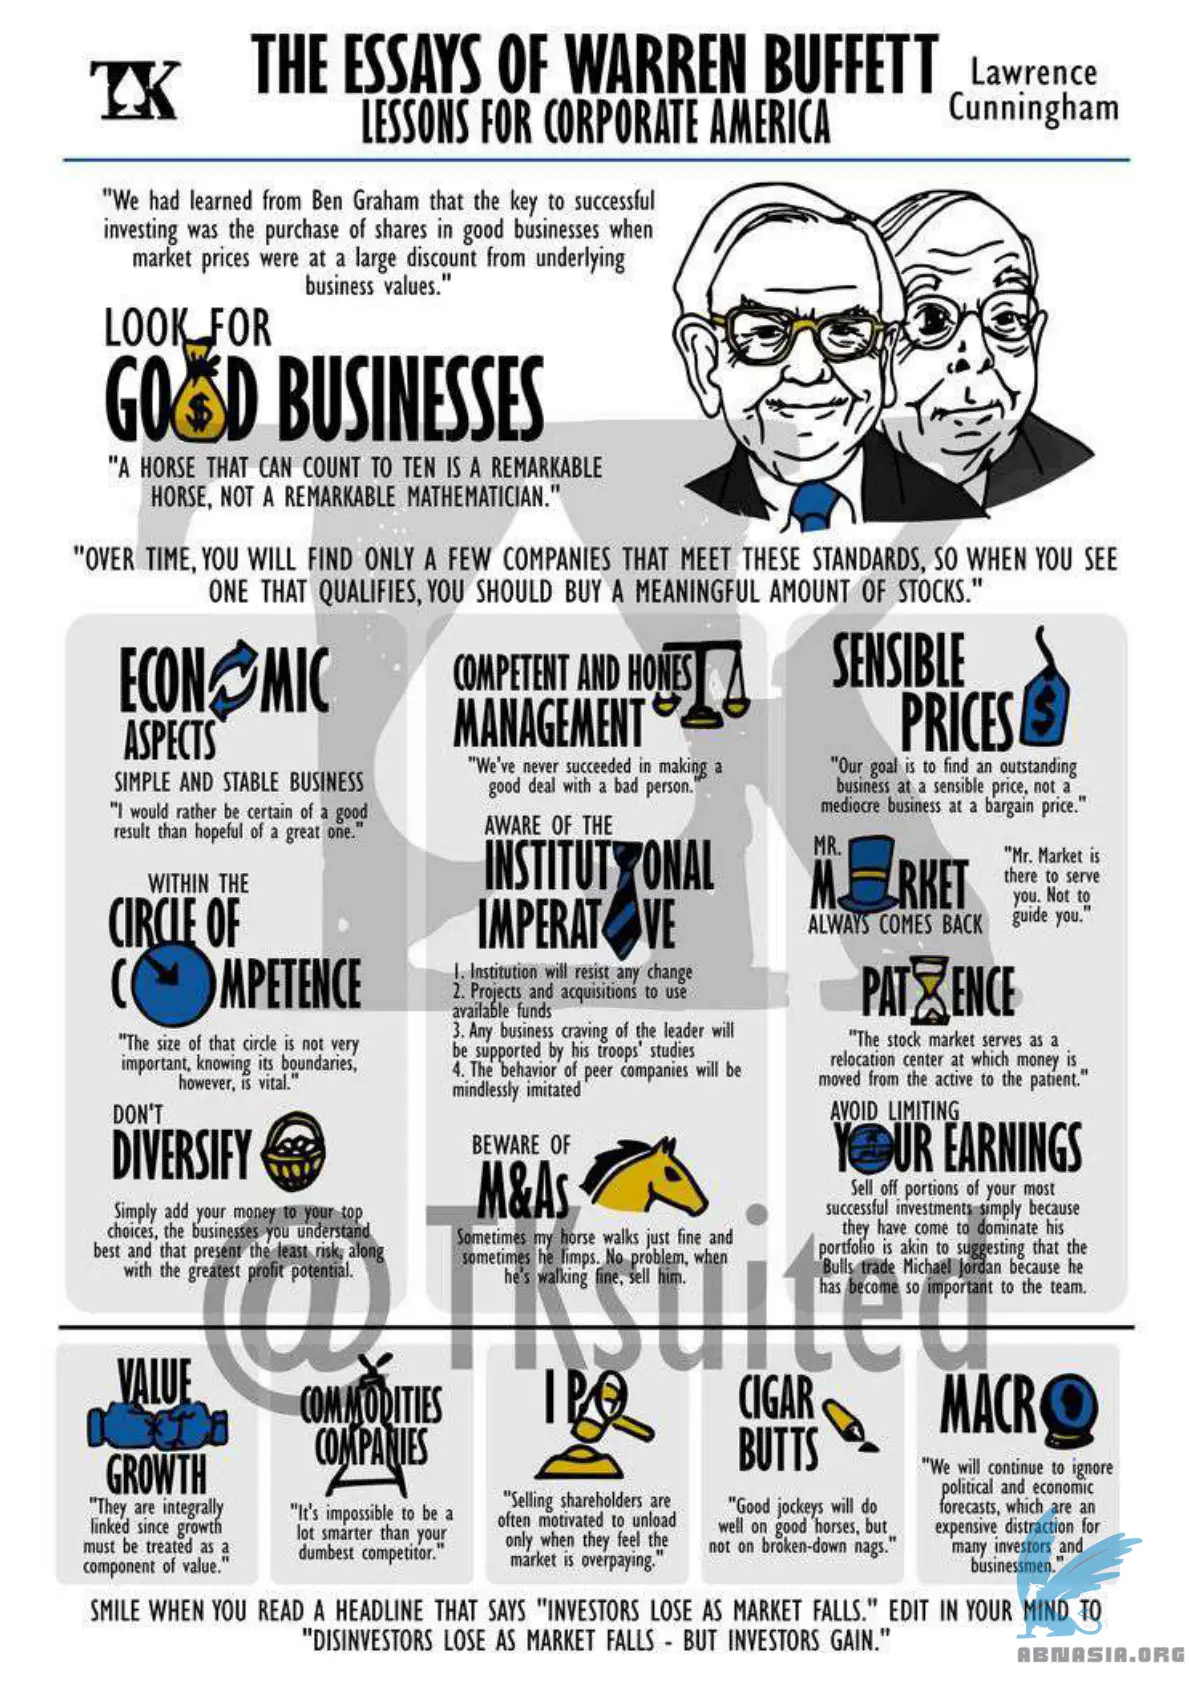 TK
THE ESSAYS OF WARREN BUFFETT
LESSONS FOR CORPORATE AMERICA
Lawrence
Cunningham
"We had learned from Ben Graham that the key to successful
investing was the purchase of shares in good businesses when
market prices were at a large discount from underlying
business values."
LOOK FOR
GOOD BUSINESSES
"A HORSE THAT CAN COUNT TO TEN IS A REMARKABLE
HORSE, NOT A REMARKABLE MATHEMATICIAN."
"OVER TIME, YOU WILL FIND ONLY A FEW COMPANIES THAT MEET THESE STANDARDS, SO WHEN YOU SEE
ONE THAT QUALIFIES, YOU SHOULD BUY A MEANINGFUL AMOUNT OF STOCKS."
ECONOMIC
ASPECTS
SIMPLE AND STABLE BUSINESS
"I would rather be certain of a good
result than hopeful of a great one."
WITHIN THE
CIRCLE OF
COMPETENCE
"The size of that circle is not very
important, knowing its boundaries,
however, is vital."
DON'T
DIVERSIFY
Simply add your money to your top
choices, the businesses you understand
best and that present the least risk, along
with the greatest profit potential.
COMPETENT AND HONEST
MANAGEMENT
"We've never succeeded in making a
good deal with a bad person."
AWARE OF THE
INSTITUTIONAL
IMPERATIVE
1. Institution will resist any change
2. Projects and acquisitions to use
available funds
3. Any business craving of the leader will
be supported by his troops' studies
4. The behavior of peer companies will be
mindlessly imitated
BEWARE OF
M&As
Sometimes my horse walks just fine and
sometimes he limps. No problem, when
he's walking fine, sell him.
SENSIBLE
PRICES
"Our goal is to find an outstanding
business at a sensible price, not a
mediocre business at a bargain price."
MR.
MARKET
ALWAYS COMES BACK
"Mr. Market is
there to serve
you. Not to
guide you."
PATIENCE
"The stock market serves as a
relocation center at which money is
moved from the active to the patient."
AVOID LIMITING
YOUR EARNINGS
Sell off portions of your most
successful investments simply because
they have come to dominate his
portfolio is akin to suggesting that the
Bulls trade Michael Jordan because he
has become so important to the team.
@TKsuited
VALUE
GROWTH
"They are integrally
linked since growth
must be treated as a
component of value."
COMMODITIES
COMPANIES
"It's impossible to be a
lot smarter than your
dumbest competitor."
IPO
"Selling shareholders are
often motivated to unload
only when they feel the
market is overpaying."
CIGAR
BUTTS
"Good jockeys will do
well on good horses, but
not on broken-down nags."
MACRO
"We will continue to ignore
political and economic
forecasts, which are an
expensive distraction for
many investors and
businessmen."
SMILE WHEN YOU READ A HEADLINE THAT SAYS "INVESTORS LOSE AS MARKET FALLS." EDIT IN YOUR MIND TO
"DISINVESTORS LOSE AS MARKET FALLS - BUT INVESTORS GAIN."
ABNASIA.ORG